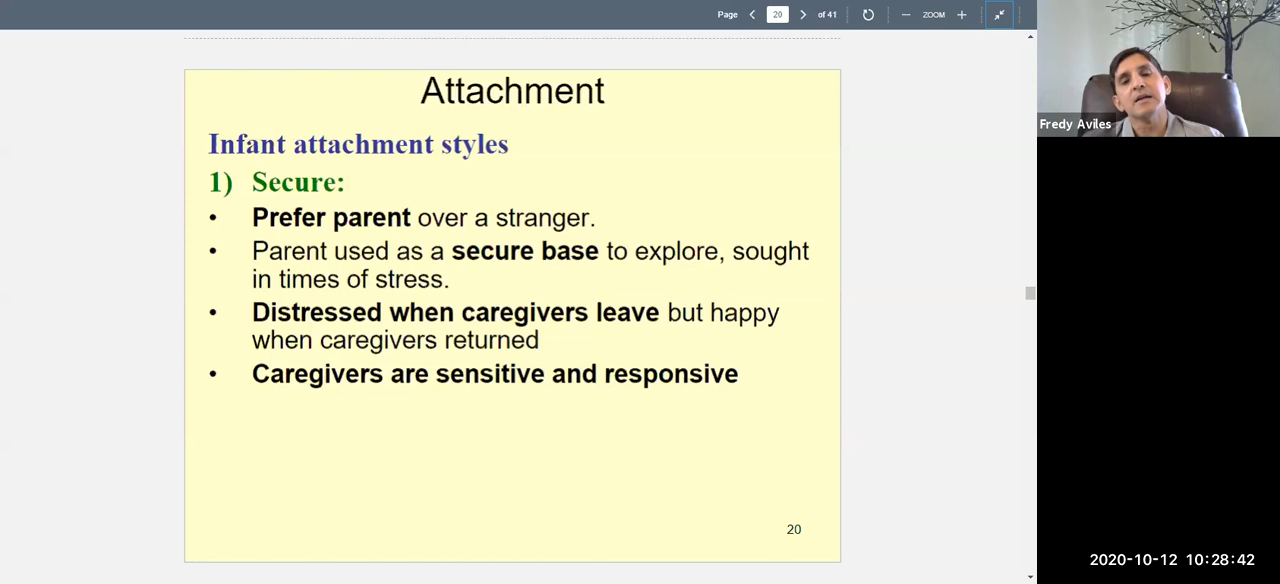 Page 20 of 41 ZOOM
Attachment
Infant attachment styles
1) Secure:
• Prefer parent over a stranger.
• Parent used as a secure base to explore, sought
in times of stress.
• Distressed when caregivers leave but happy
when caregivers returned
• Caregivers are sensitive and responsive
20
Fredy Aviles
2020-10-12 10:28:42